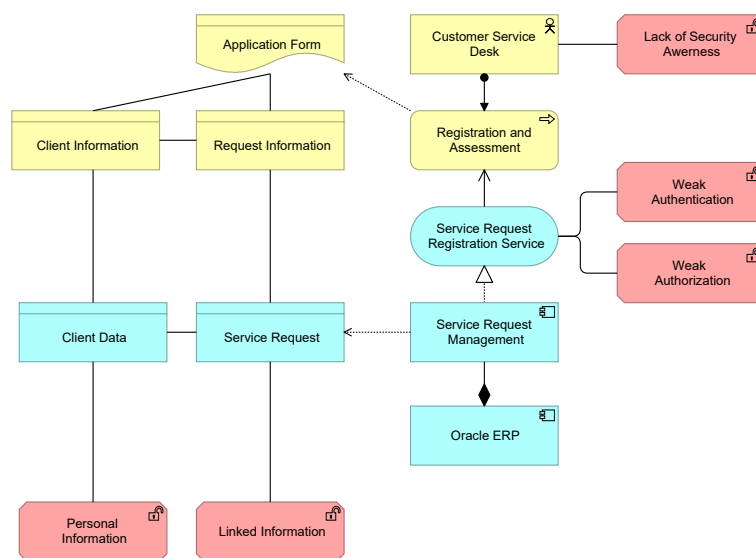 Application Form
Customer Service
Desk
Lack of Security
Awerness
Client Information
Request Information
Registration and
Assessment
Weak
Authentication
Service Request
Registration Service
Weak
Authorization
Client Data
Service Request
Service Request
Management
Oracle ERP
Personal
Information
Linked Information